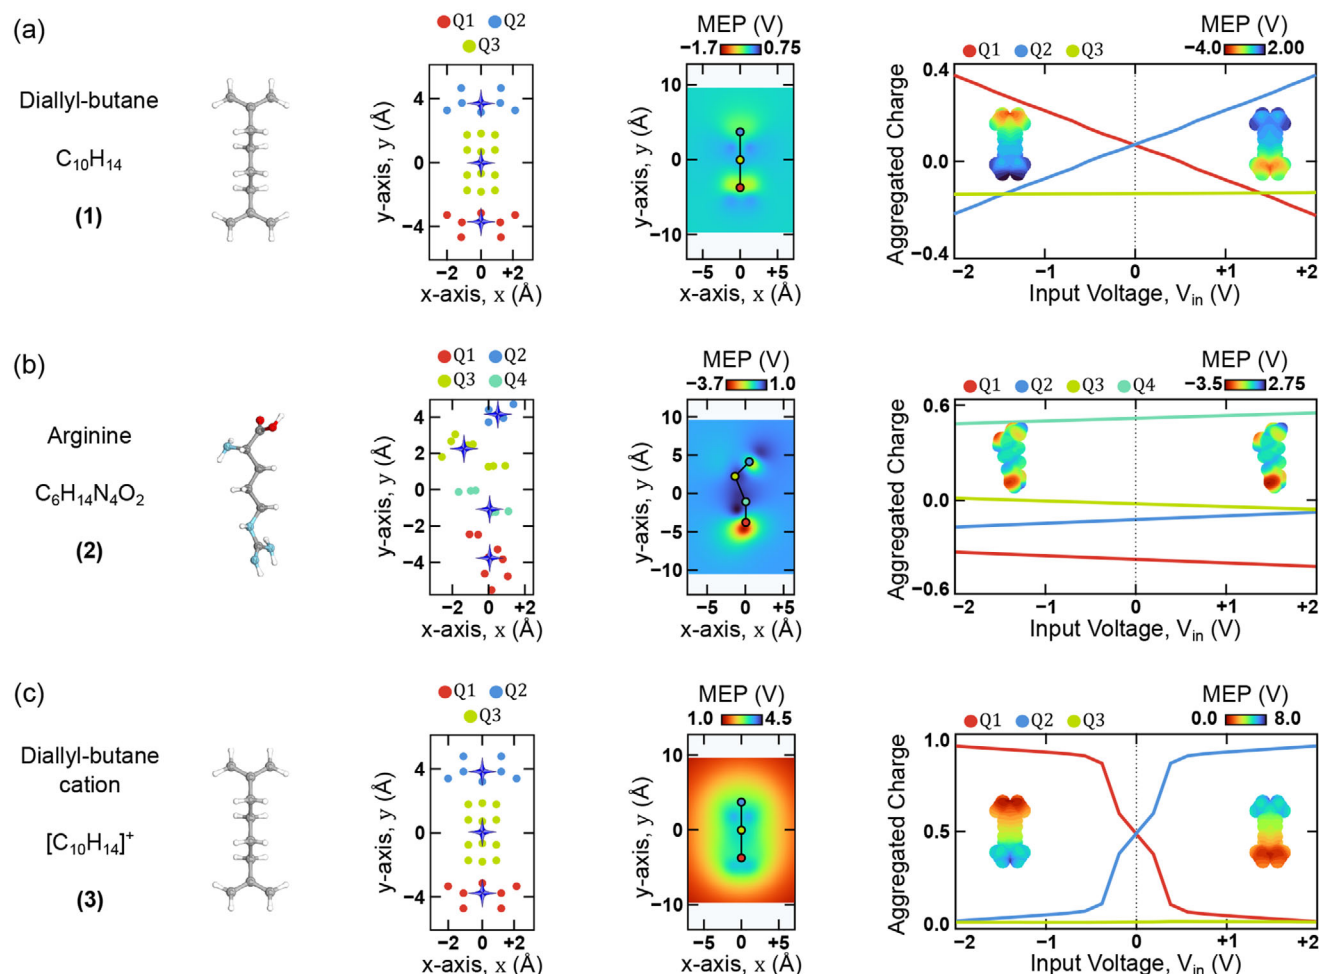 (a)
Diallyl-butane
C₁₀H₁₄
(1)
Q1 Q2
Q3
4
0
−4
−2 0 +2
y-axis, y (Å)
x-axis, x (Å)
MEP (V)
−1.7 0.75
10
0
−10
−5 0 +5
y-axis, y (Å)
x-axis, x (Å)
Q1 Q2 Q3
MEP (V)
−4.0 2.00
0.4
0.0
−0.4
−2 −1 0 +1 +2
Aggregated Charge
Input Voltage, Vᵢₙ (V)
(b)
Arginine
C₆H₁₄N₄O₂
(2)
Q1 Q2
Q3 Q4
4
2
0
−2
−4
−2 0 +2
y-axis, y (Å)
x-axis, x (Å)
MEP (V)
−3.7 1.0
10
5
0
−5
−10
−5 0 +5
y-axis, y (Å)
x-axis, x (Å)
Q1 Q2 Q3 Q4
MEP (V)
−3.5 2.75
0.6
0.0
−0.6
−2 −1 0 +1 +2
Aggregated Charge
Input Voltage, Vᵢₙ (V)
(c)
Diallyl-butane
cation
[C₁₀H₁₄]⁺
(3)
Q1 Q2
Q3
4
0
−4
−2 0 +2
y-axis, y (Å)
x-axis, x (Å)
MEP (V)
1.0 4.5
10
0
−10
−5 0 +5
y-axis, y (Å)
x-axis, x (Å)
Q1 Q2 Q3
MEP (V)
0.0 8.0
1.0
0.5
0.0
−2 −1 0 +1 +2
Aggregated Charge
Input Voltage, Vᵢₙ (V)